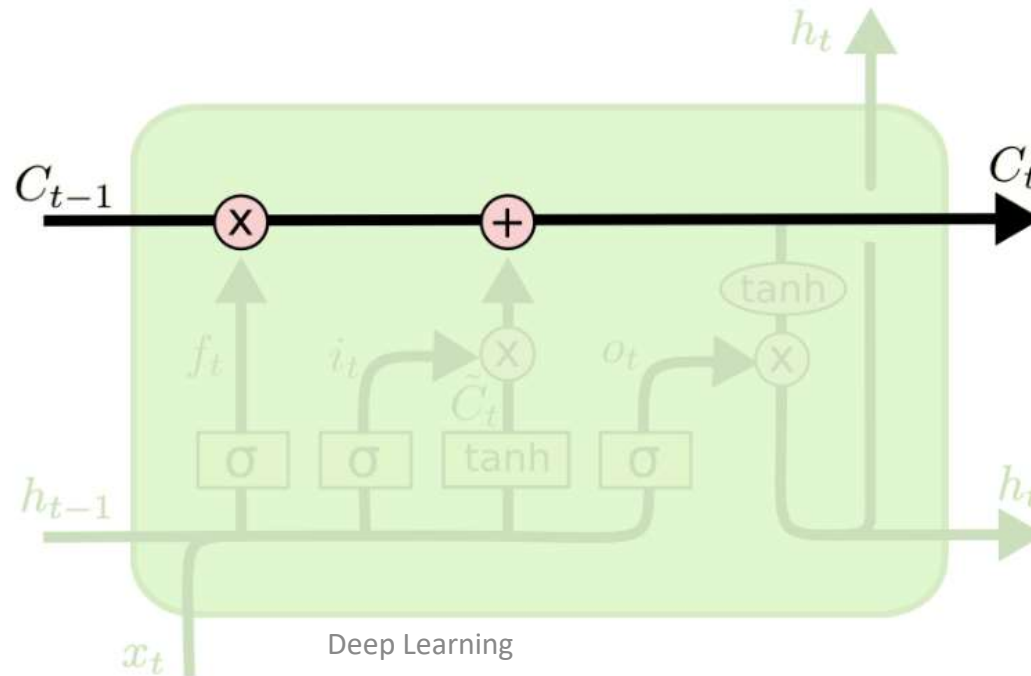 h_t
C_{t-1} x + C_t
tanh
f_t i_t x o_t x
C̃_t
σ σ tanh σ
h_{t-1} h_t
Deep Learning
x_t